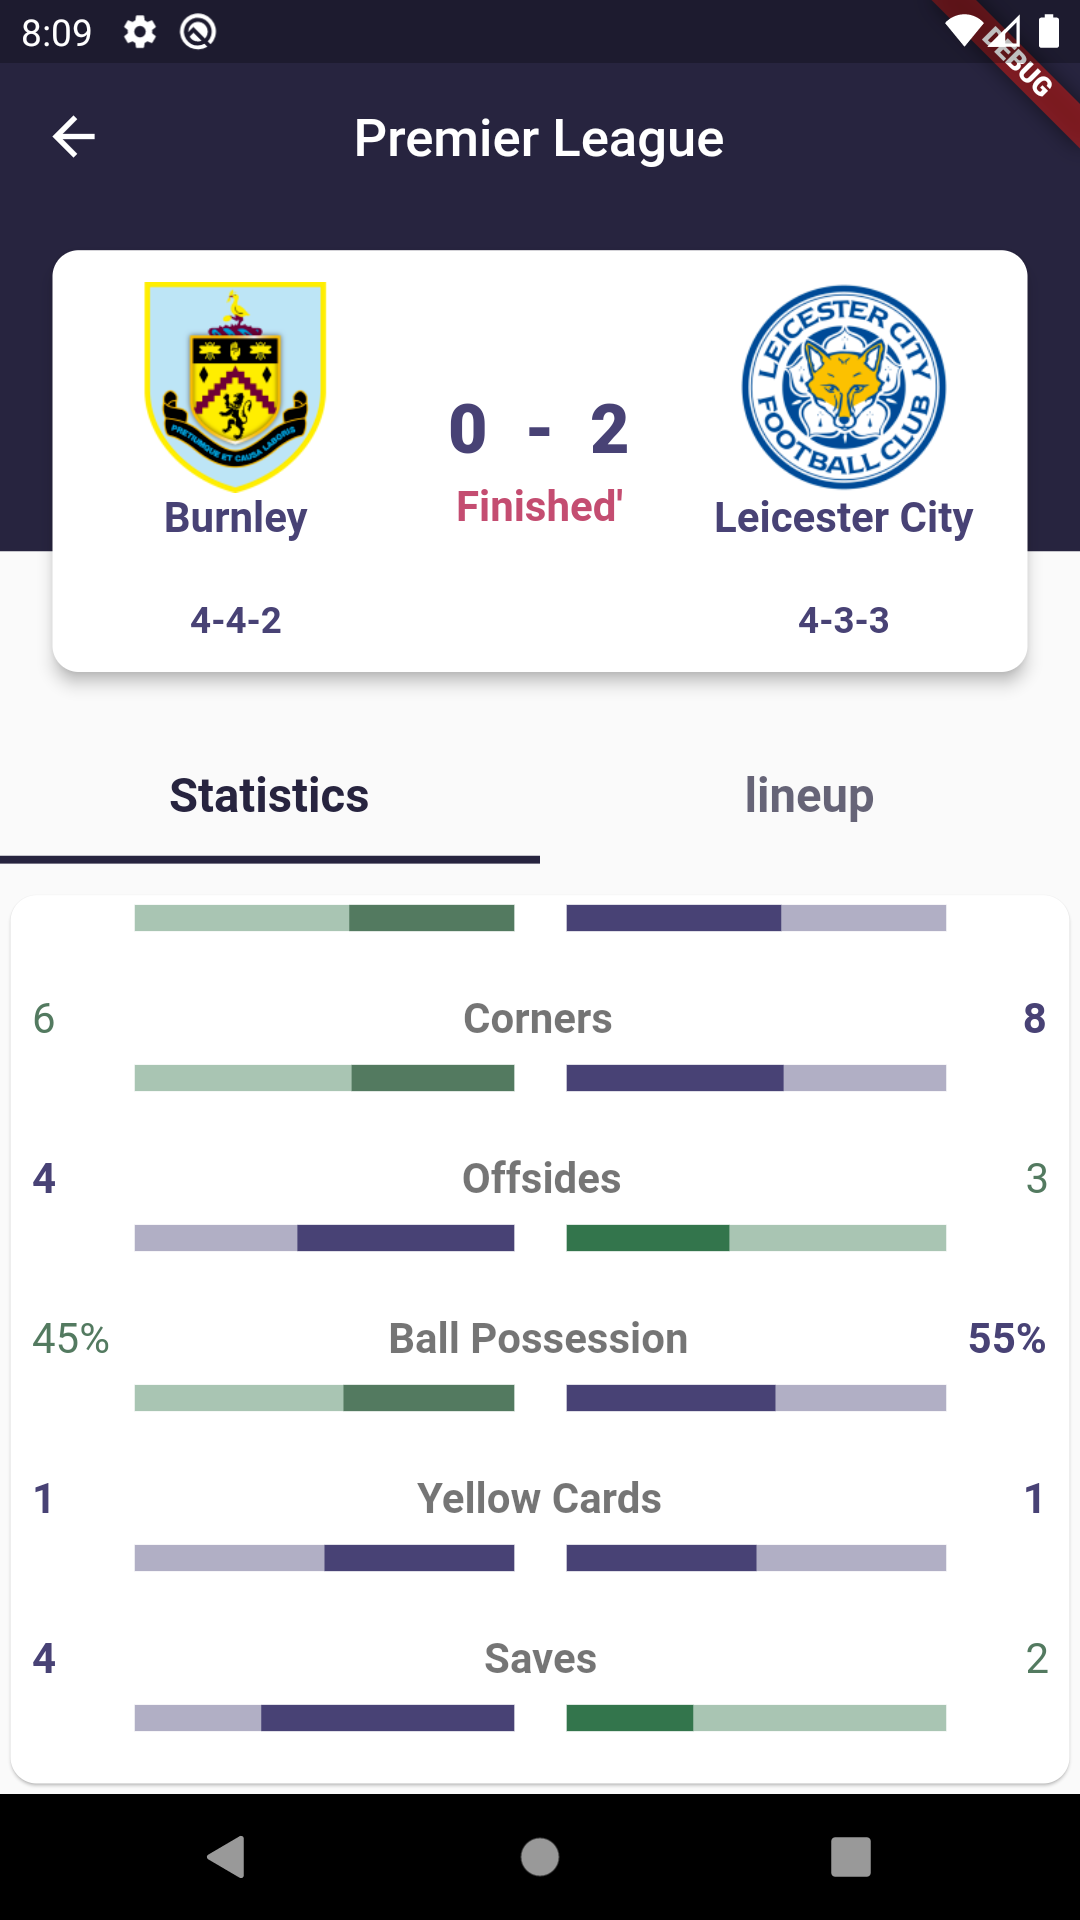 8:09
DEBUG
Premier League
LEICESTER CITY
FOOTBALL CLUB
PRETIUMQUE ET CAUSA LABORIS
0 - 2
Finished'
Burnley
Leicester City
4-4-2
4-3-3
Statistics
lineup
6 Corners 8
4 Offsides 3
45% Ball Possession 55%
1 Yellow Cards 1
4 Saves 2